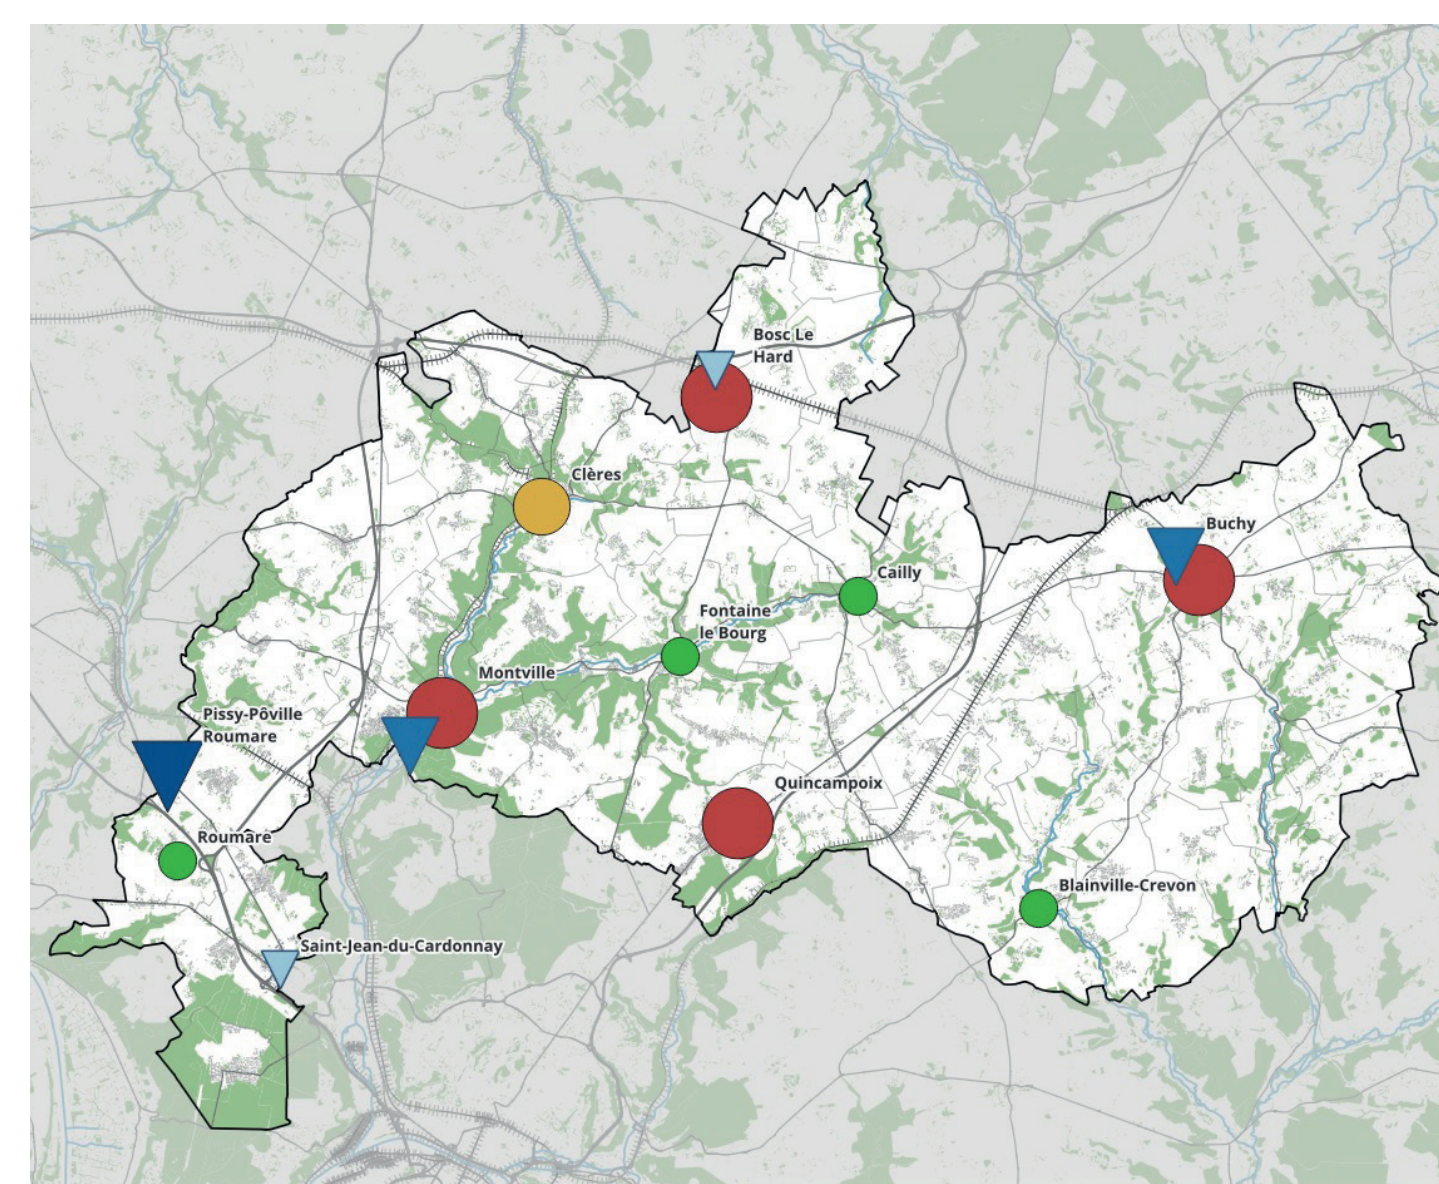 Bosc Le
Hard
Clères
Buchy
Cailly
Fontaine
le Bourg
Montville
Pissy-Pôville
Roumare
Quincampoix
Roumare
Blainville-Crevon
Saint-Jean-du-Cardonnay